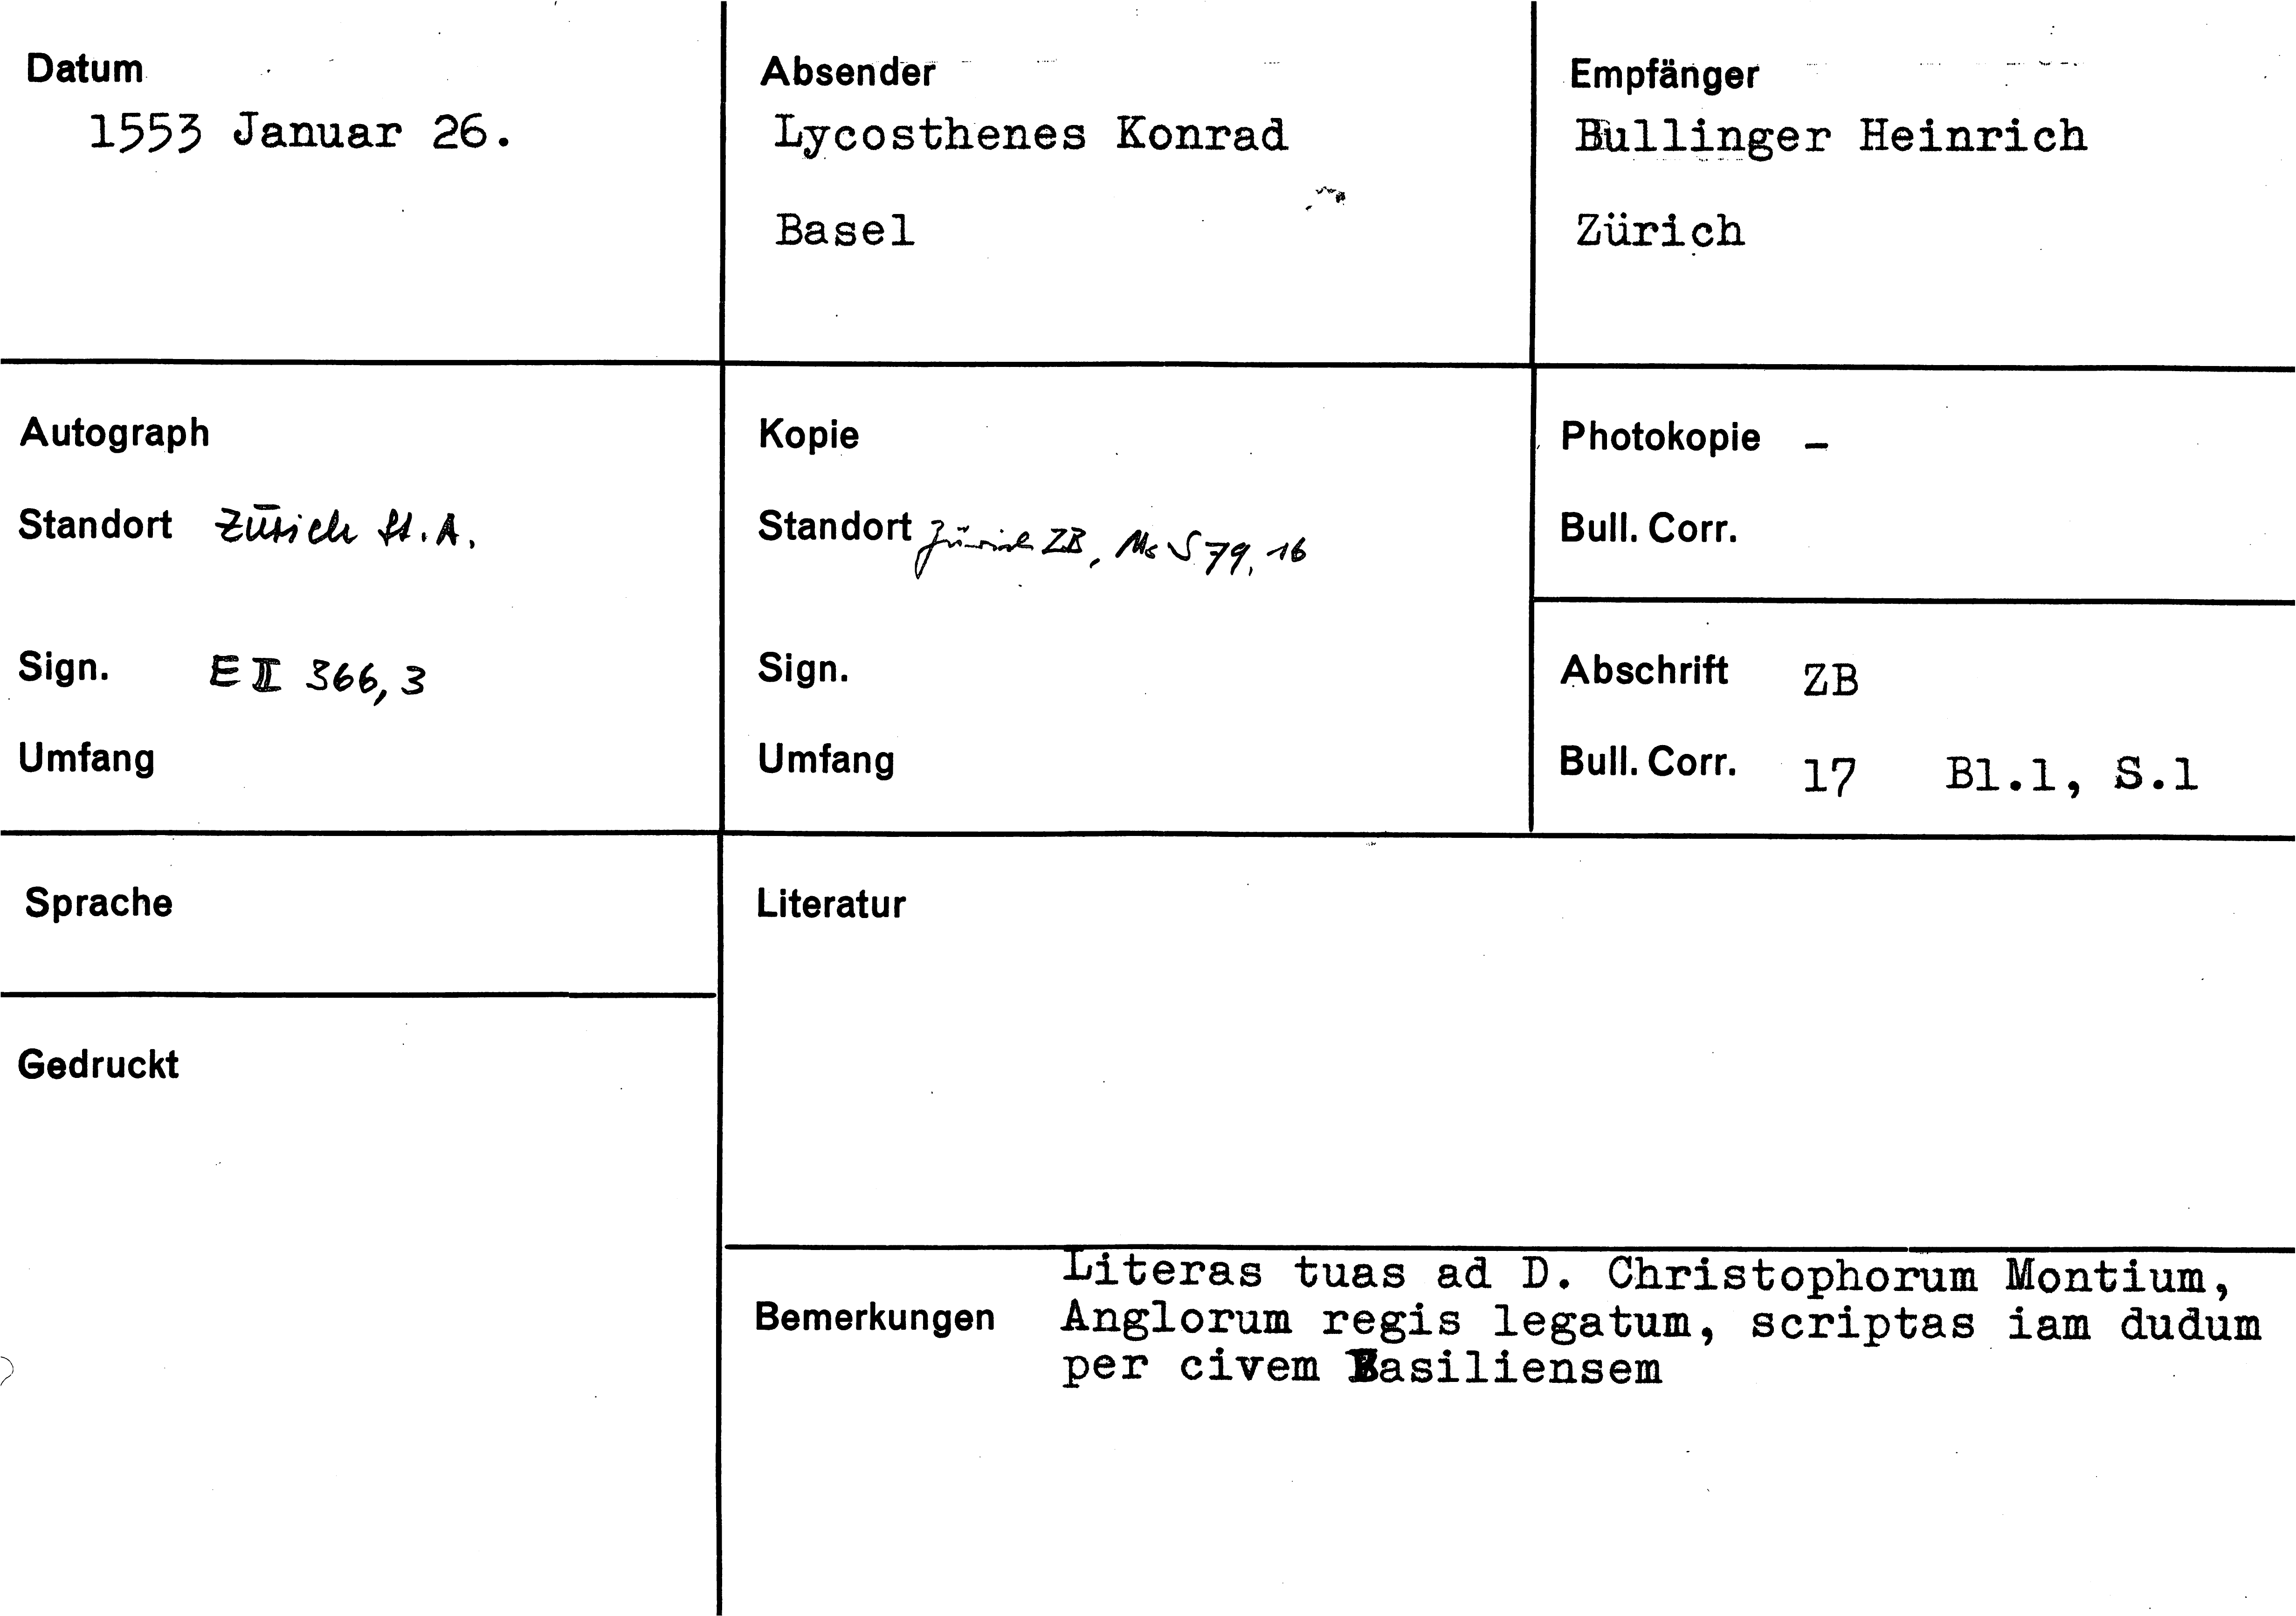 Datum
1553 Januar 26.
Absender
Lycosthenes Konrad
Basel
Empfänger
Bullinger Heinrich
Zürich
Autograph
Standort Zürich St.A.
Sign. E II 366,3
Umfang
Kopie
Standort Zürich ZB, Ms S 79, 16
Sign.
Umfang
Photokopie –
Bull. Corr.
Abschrift ZB
Bull. Corr. 17 Bl.1, S.1
Sprache
Gedruckt
Literatur
Bemerkungen
Literas tuas ad D. Christophorum Montium,
Anglorum regis legatum, scriptas iam dudum
per civem Basiliensem